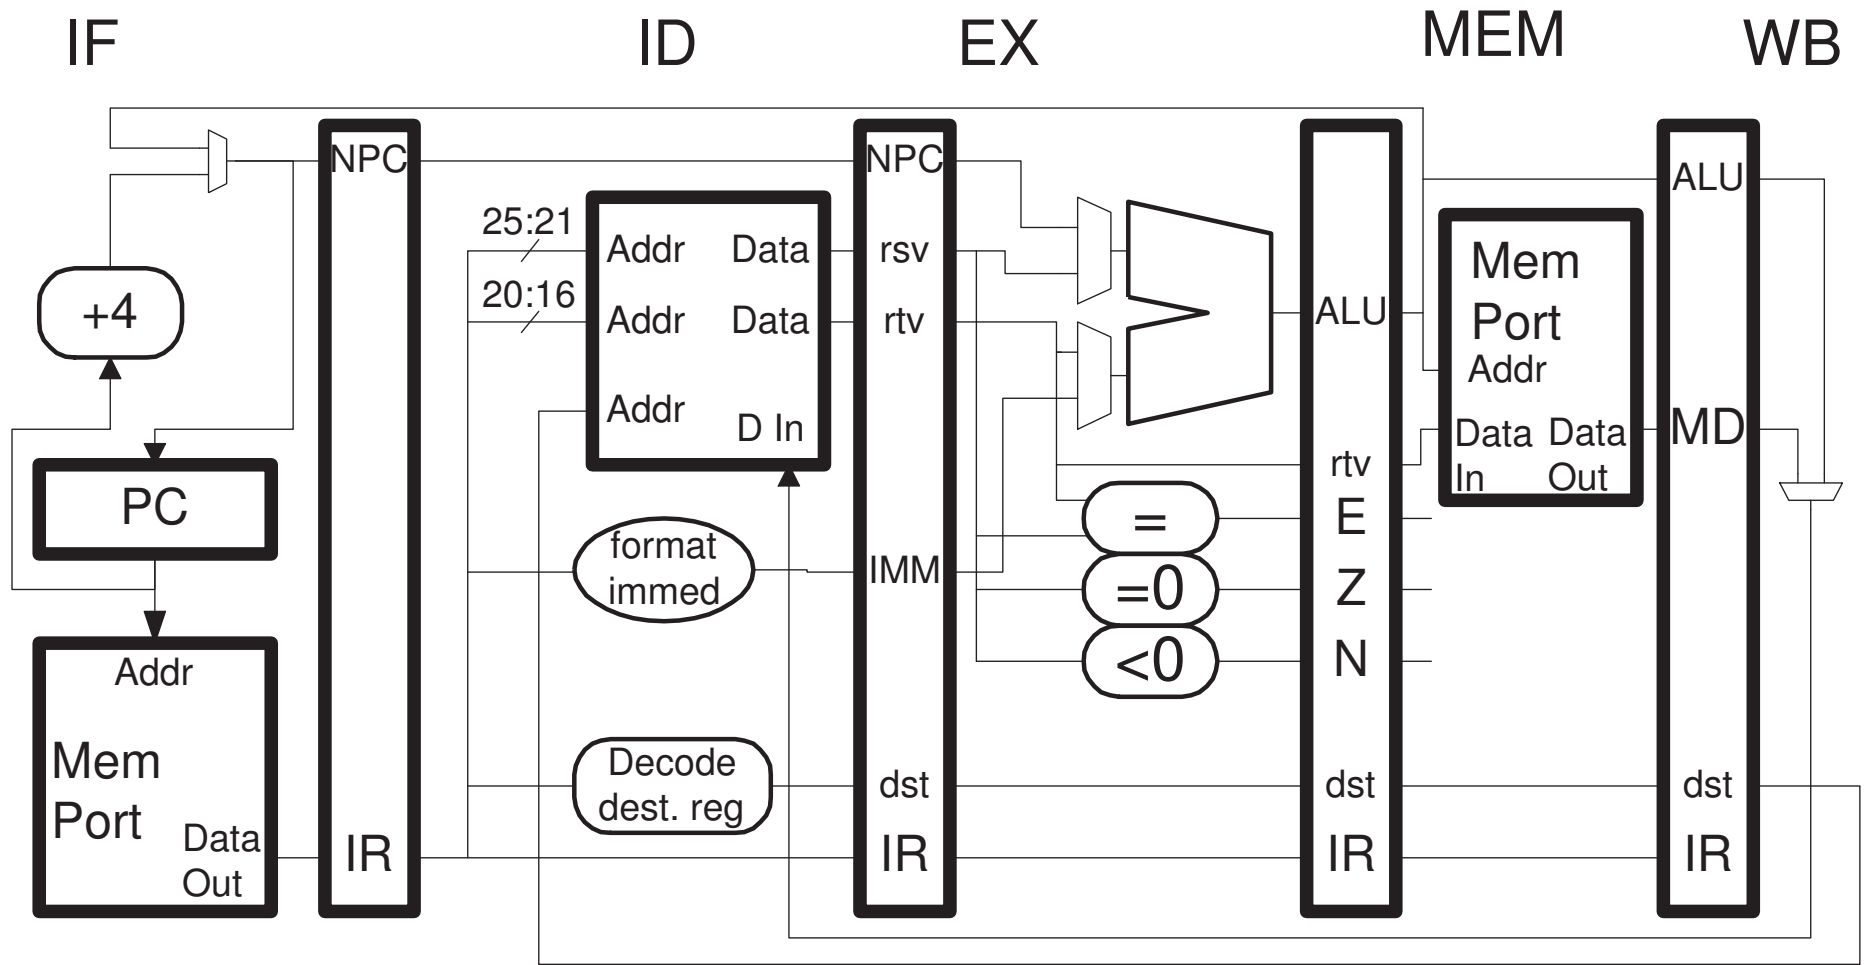 IF
ID
EX
MEM
WB
+4
PC
Addr
Mem
Port
Data
Out
NPC
IR
25:21
20:16
Addr
Data
Addr
Data
Addr
D In
format
immed
Decode
dest. reg
NPC
rsv
rtv
IMM
dst
IR
=
=0
<0
ALU
rtv
E
Z
N
dst
IR
Mem
Port
Addr
Data
In
Data
Out
ALU
MD
dst
IR